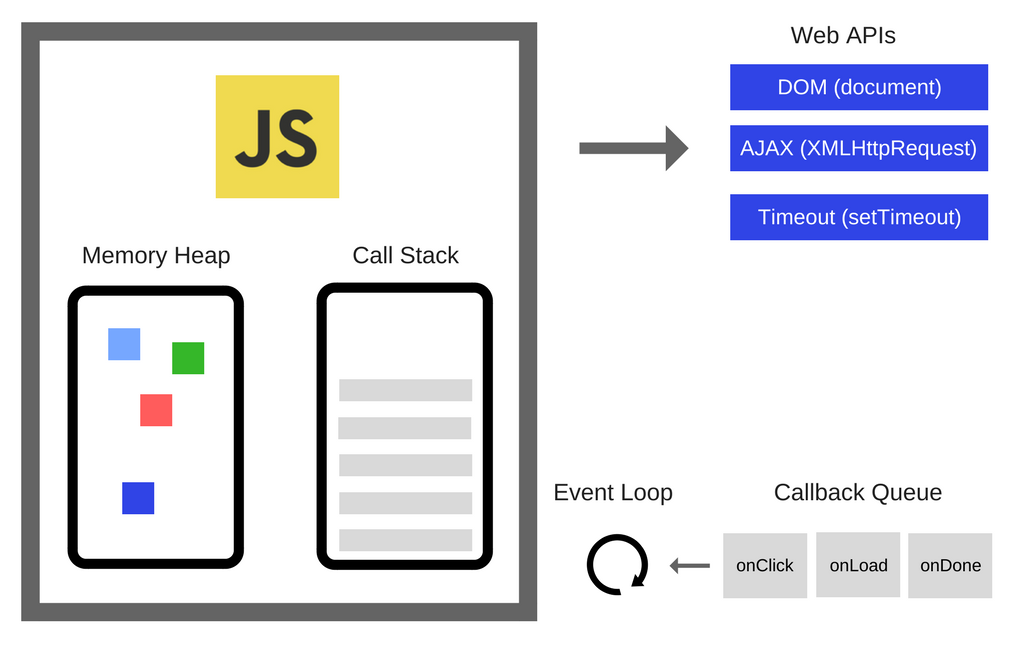 Web APIs
DOM (document)
JS
AJAX (XMLHttpRequest)
Timeout (setTimeout)
Memory Heap
Call Stack
Event Loop
Callback Queue
onClick
onLoad
onDone